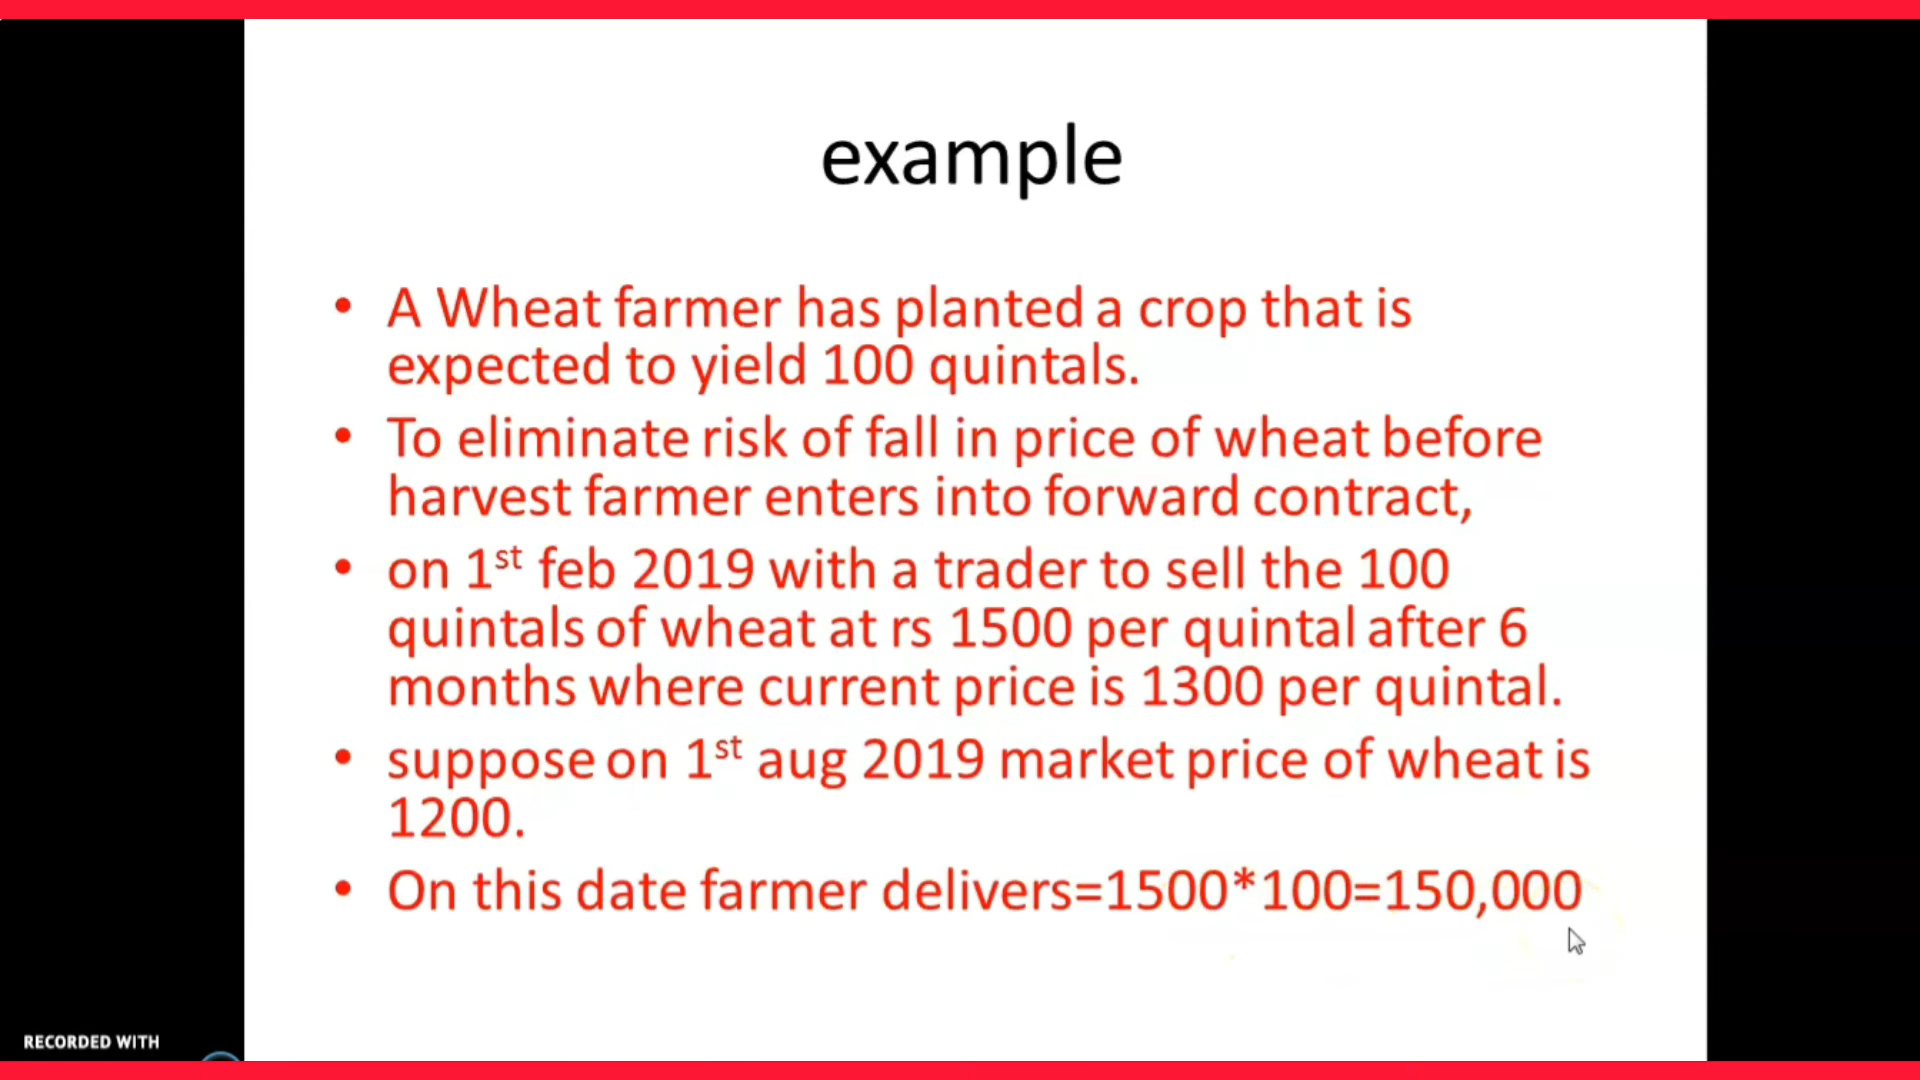 example
• A Wheat farmer has planted a crop that is
expected to yield 100 quintals.
• To eliminate risk of fall in price of wheat before
harvest farmer enters into forward contract,
• on 1st feb 2019 with a trader to sell the 100
quintals of wheat at rs 1500 per quintal after 6
months where current price is 1300 per quintal.
• suppose on 1st aug 2019 market price of wheat is
1200.
• On this date farmer delivers=1500*100=150,000
RECORDED WITH